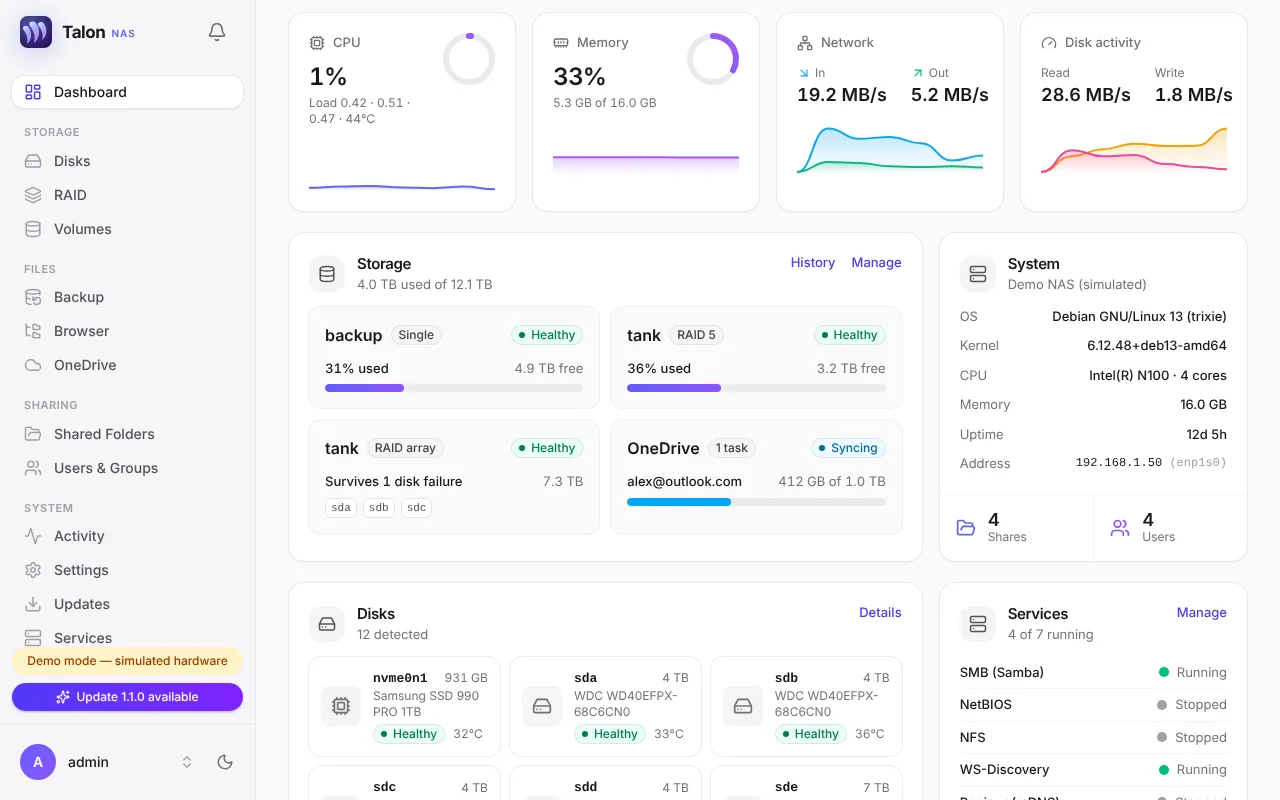 Talon NAS
Dashboard
STORAGE
Disks
RAID
Volumes
FILES
Backup
Browser
OneDrive
SHARING
Shared Folders
Users & Groups
SYSTEM
Activity
Settings
Updates
Services
Demo mode — simulated hardware
Update 1.1.0 available
A admin
CPU
1%
Load 0.42 · 0.51 ·
0.47 · 44°C
Memory
33%
5.3 GB of 16.0 GB
Network
In Out
19.2 MB/s 5.2 MB/s
Disk activity
Read Write
28.6 MB/s 1.8 MB/s
Storage
4.0 TB used of 12.1 TB
History Manage
backup Single Healthy
31% used 4.9 TB free
tank RAID 5 Healthy
36% used 3.2 TB free
tank RAID array Healthy
Survives 1 disk failure 7.3 TB
sda sdb sdc
OneDrive 1 task Syncing
alex@outlook.com 412 GB of 1.0 TB
System
Demo NAS (simulated)
OS Debian GNU/Linux 13 (trixie)
Kernel 6.12.48+deb13-amd64
CPU Intel(R) N100 · 4 cores
Memory 16.0 GB
Uptime 12d 5h
Address 192.168.1.50 (enp1s0)
4 Shares
4 Users
Disks
12 detected
Details
nvme0n1 931 GB
Samsung SSD 990
PRO 1TB
Healthy 32°C
sda 4 TB
WDC WD40EFPX-
68C6CN0
Healthy 33°C
sdb 4 TB
WDC WD40EFPX-
68C6CN0
Healthy 36°C
sdc 4 TB
sdd 4 TB
sde 7 TB
Services
4 of 7 running
Manage
SMB (Samba) Running
NetBIOS Stopped
NFS Stopped
WS-Discovery Running